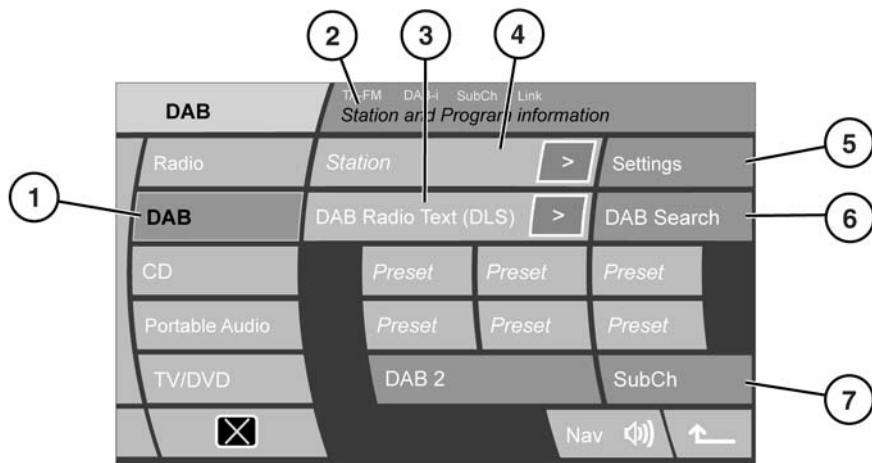 2 3 4
TA-FM DAB-i SubCh Link
DAB Station and Program information
Radio Station > Settings 5
1 DAB DAB Radio Text (DLS) > DAB Search 6
CD Preset Preset Preset
Portable Audio Preset Preset Preset
TV/DVD DAB 2 SubCh 7
Nav